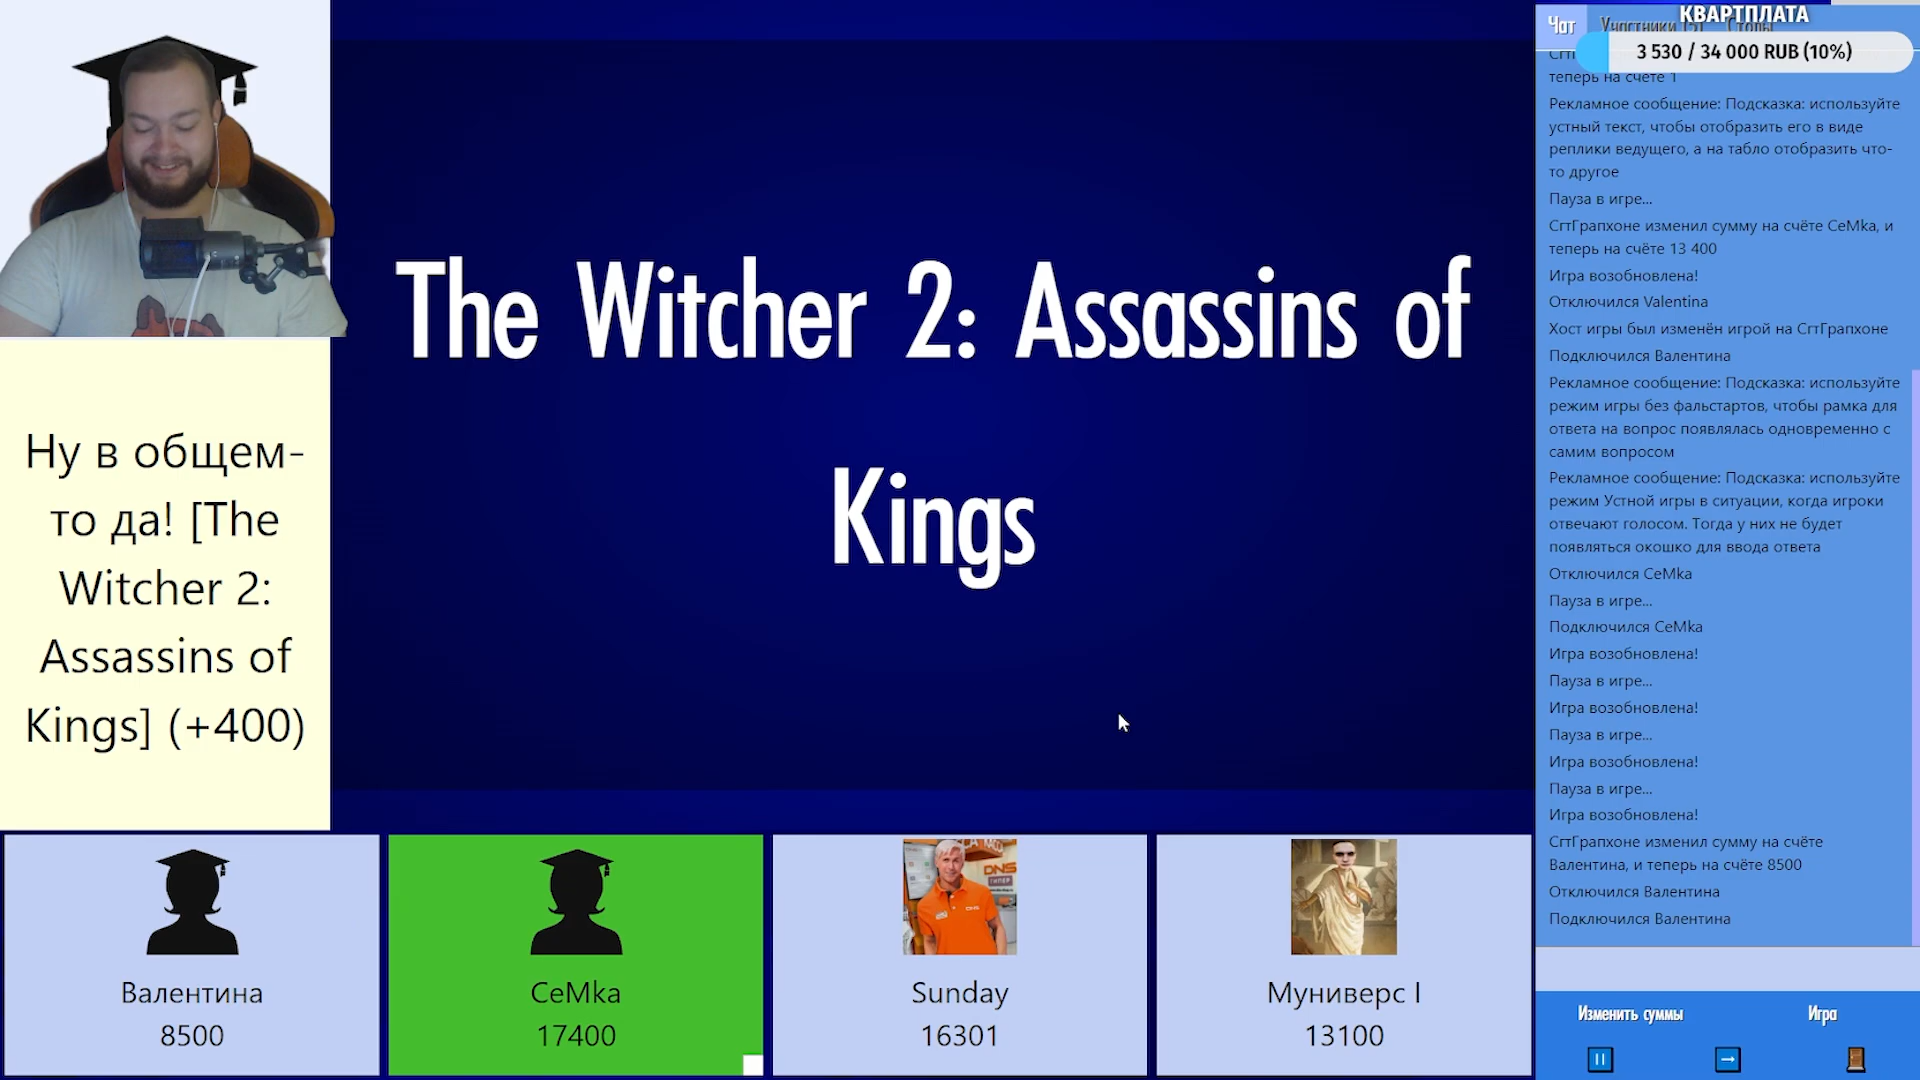 The Witcher 2: Assassins of
Kings
Ну в общем-
то да! [The
Witcher 2:
Assassins of
Kings] (+400)
Валентина
8500
CeMka
17400
Sunday
16301
Муниверс I
13100
DNS
ГИПЕР
КВАРТПЛАТА
Чат
Участники
Столы
3 530 / 34 000 RUB (10%)
теперь на счёте 1
Рекламное сообщение: Подсказка: используйте
устный текст, чтобы отобразить его в виде
реплики ведущего, а на табло отобразить что-
то другое
Пауза в игре...
СгтГрапхоне изменил сумму на счёте CeMka, и
теперь на счёте 13 400
Игра возобновлена!
Отключился Valentina
Хост игры был изменён игрой на СгтГрапхоне
Подключился Валентина
Рекламное сообщение: Подсказка: используйте
режим игры без фальстартов, чтобы рамка для
ответа на вопрос появлялась одновременно с
самим вопросом
Рекламное сообщение: Подсказка: используйте
режим Устной игры в ситуации, когда игроки
отвечают голосом. Тогда у них не будет
появляться окошко для ввода ответа
Отключился CeMka
Пауза в игре...
Подключился CeMka
Игра возобновлена!
Пауза в игре...
Игра возобновлена!
Пауза в игре...
Игра возобновлена!
Пауза в игре...
Игра возобновлена!
СгтГрапхоне изменил сумму на счёте
Валентина, и теперь на счёте 8500
Отключился Валентина
Подключился Валентина
Изменить суммы
Игра